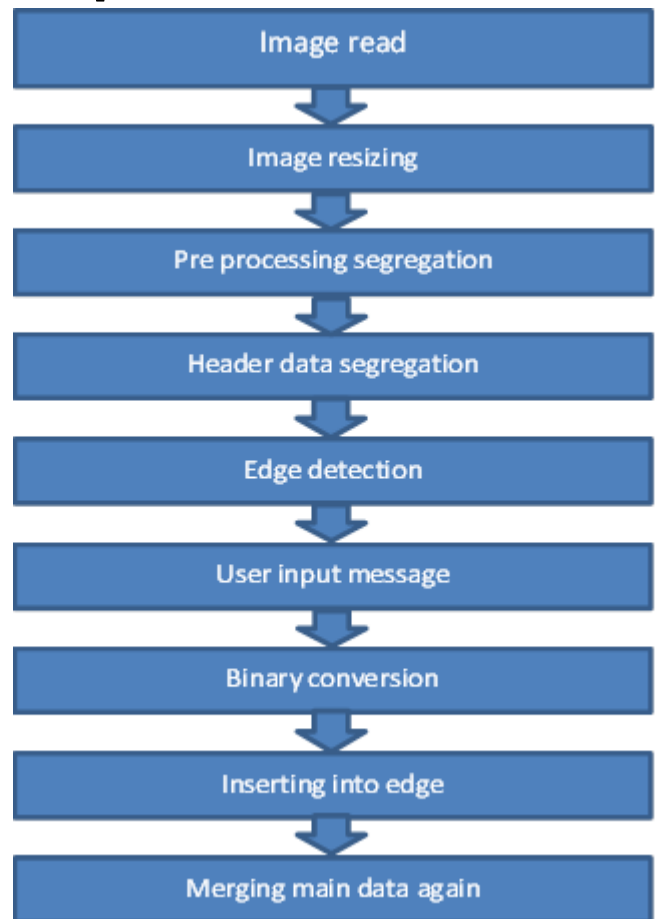 Image read
Image resizing
Pre processing segregation
Header data segregation
Edge detection
User input message
Binary conversion
Inserting into edge
Merging main data again